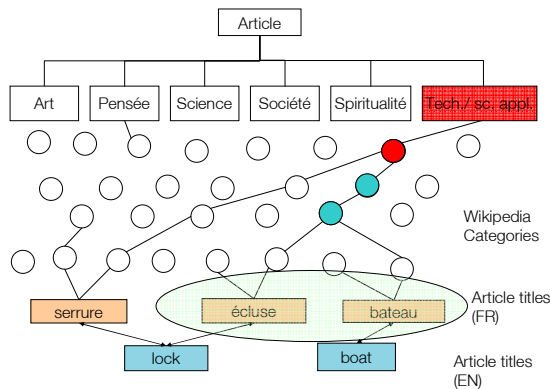 Article
Art
Pensée
Science
Société
Spiritualité
Tech./ sc. appl.
Wikipedia
Categories
serrure
écluse
bateau
Article titles
(FR)
lock
boat
Article titles
(EN)